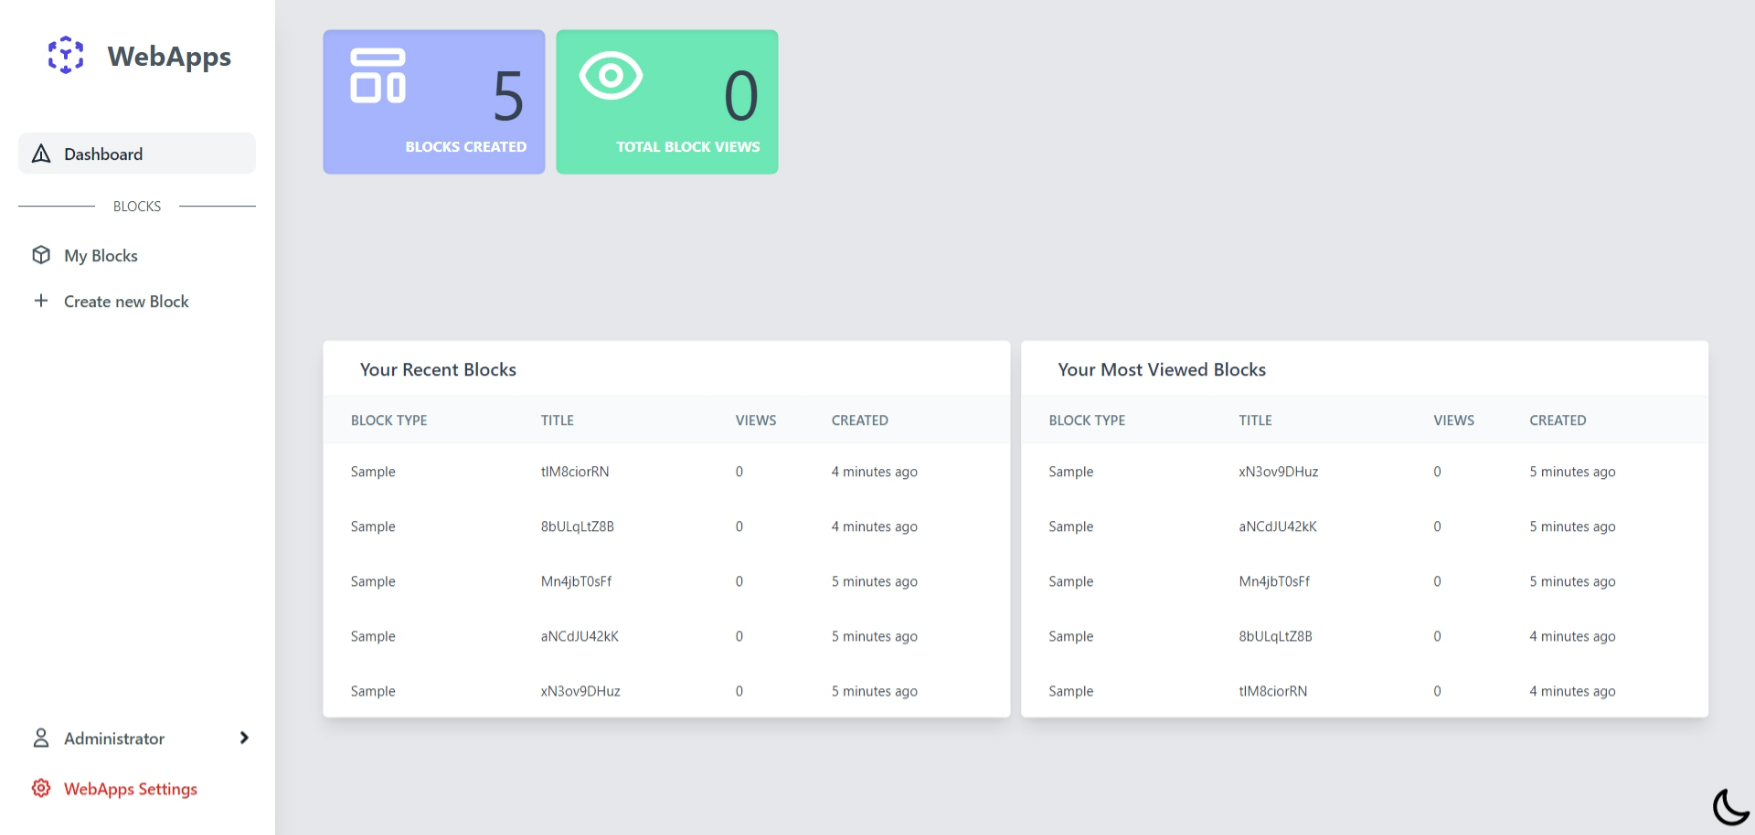 WebApps
Dashboard
BLOCKS
My Blocks
Create new Block
Administrator
WebApps Settings
5
BLOCKS CREATED
0
TOTAL BLOCK VIEWS
Your Recent Blocks
BLOCK TYPE TITLE VIEWS CREATED
Sample tIM8ciorRN 0 4 minutes ago
Sample 8bULqLtZ8B 0 4 minutes ago
Sample Mn4jbT0sFf 0 5 minutes ago
Sample aNCdJU42kK 0 5 minutes ago
Sample xN3ov9DHuz 0 5 minutes ago
Your Most Viewed Blocks
BLOCK TYPE TITLE VIEWS CREATED
Sample xN3ov9DHuz 0 5 minutes ago
Sample aNCdJU42kK 0 5 minutes ago
Sample Mn4jbT0sFf 0 5 minutes ago
Sample 8bULqLtZ8B 0 4 minutes ago
Sample tIM8ciorRN 0 4 minutes ago